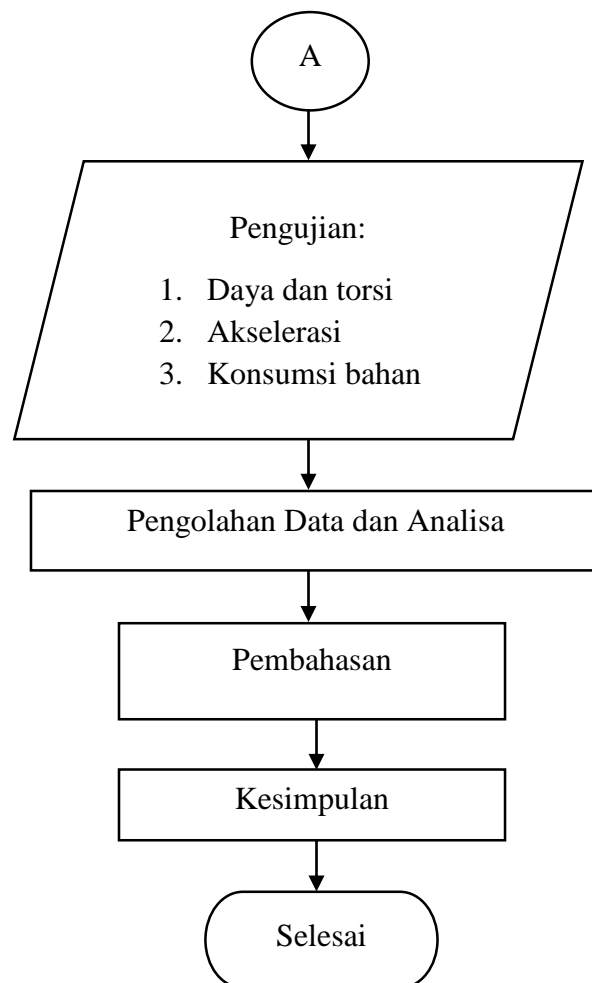 A
Pengujian:
1. Daya dan torsi
2. Akselerasi
3. Konsumsi bahan
Pengolahan Data dan Analisa
Pembahasan
Kesimpulan
Selesai